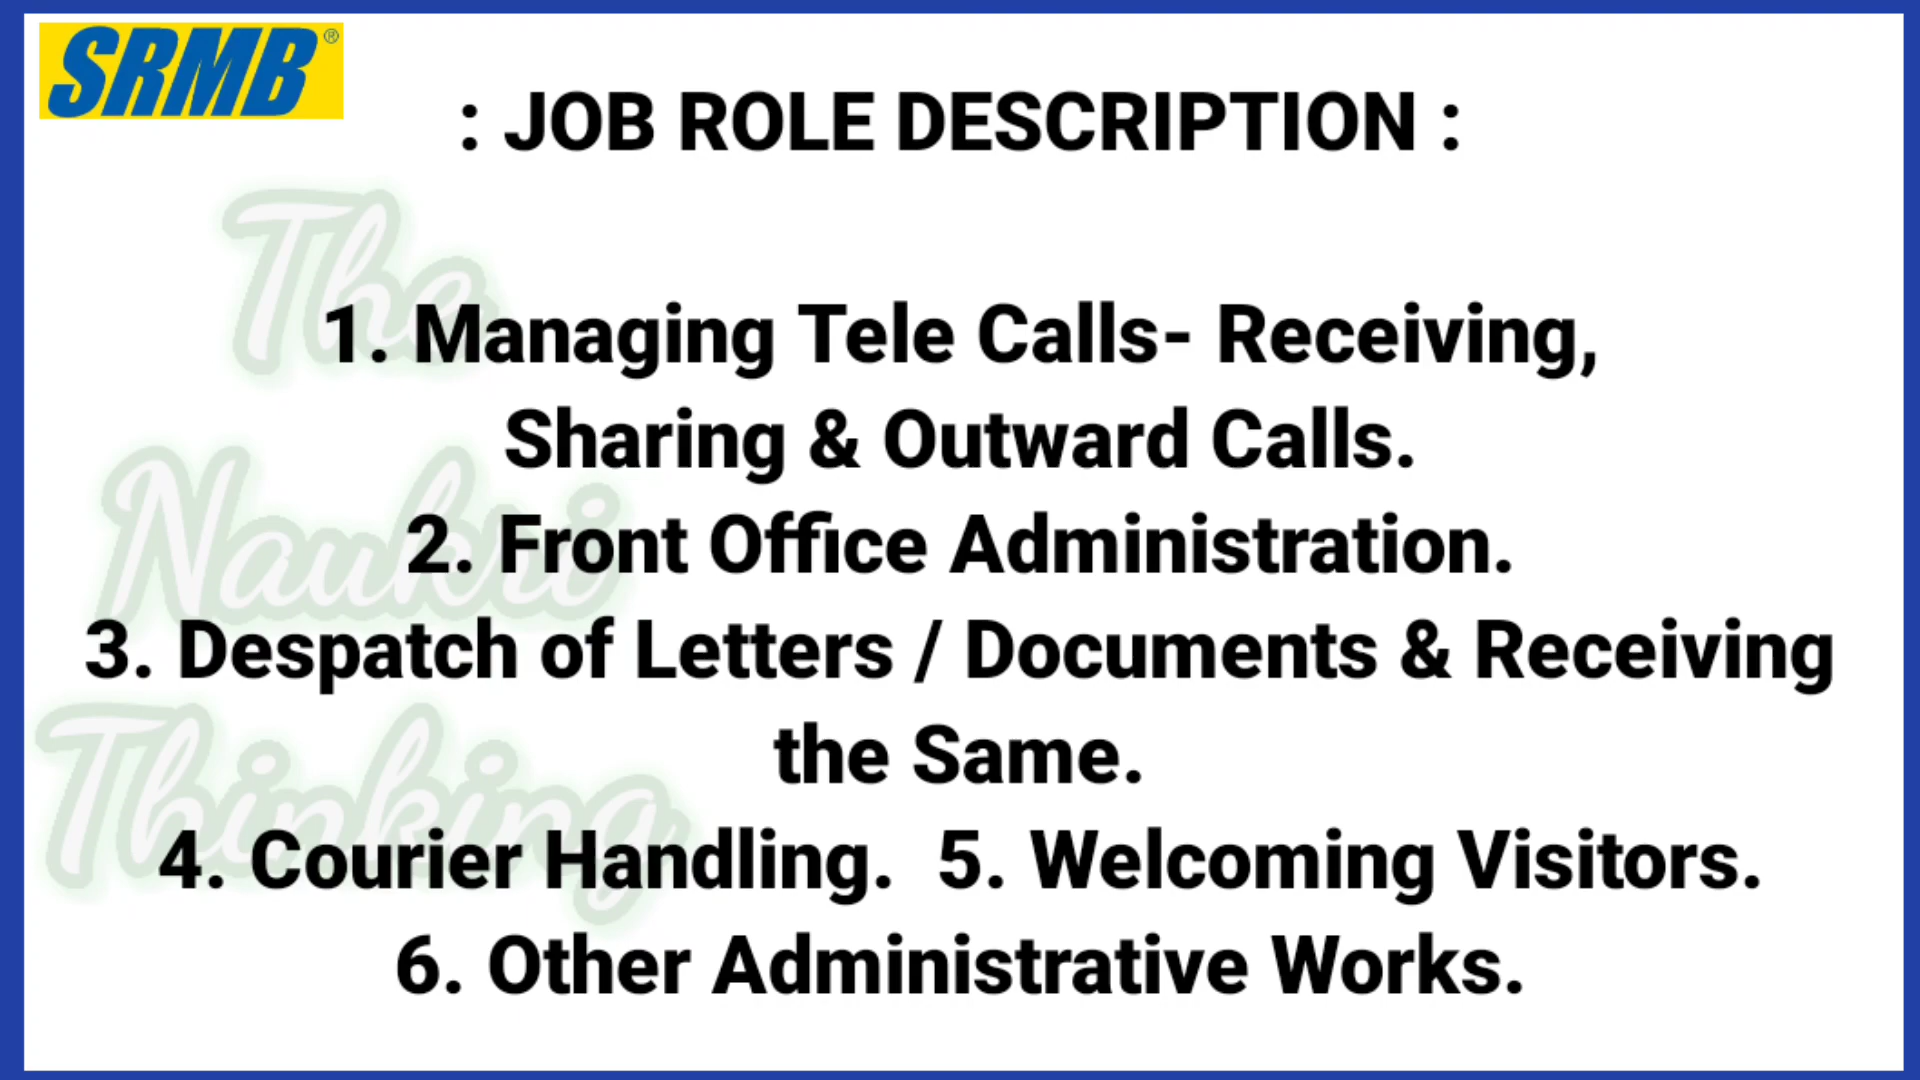 SRMB®
: JOB ROLE DESCRIPTION :
The
1. Managing Tele Calls- Receiving,
Sharing & Outward Calls.
Naukri
2. Front Office Administration.
3. Despatch of Letters / Documents & Receiving
the Same.
Thinking
4. Courier Handling.  5. Welcoming Visitors.
6. Other Administrative Works.